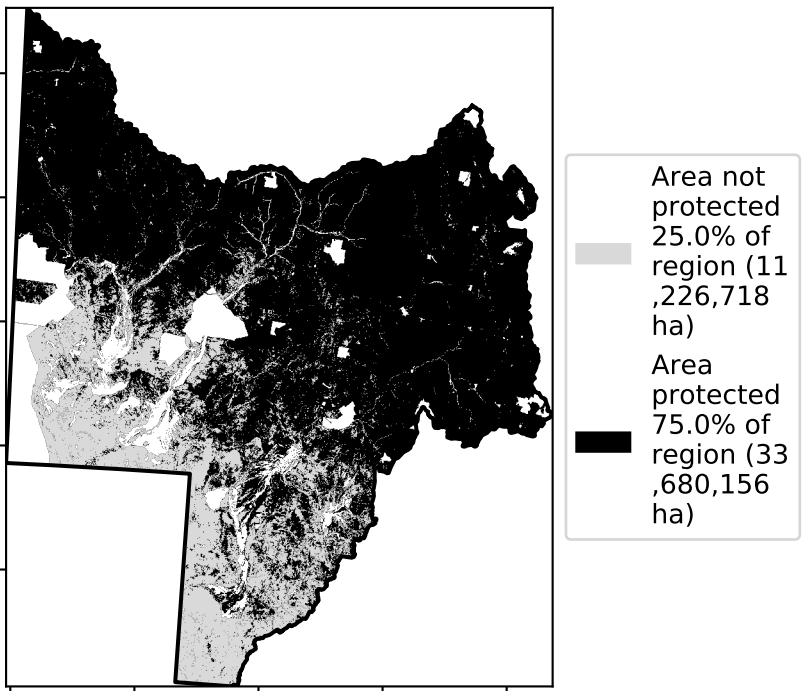 Area not
protected
25.0% of
region (11
,226,718
ha)
Area
protected
75.0% of
region (33
,680,156
ha)